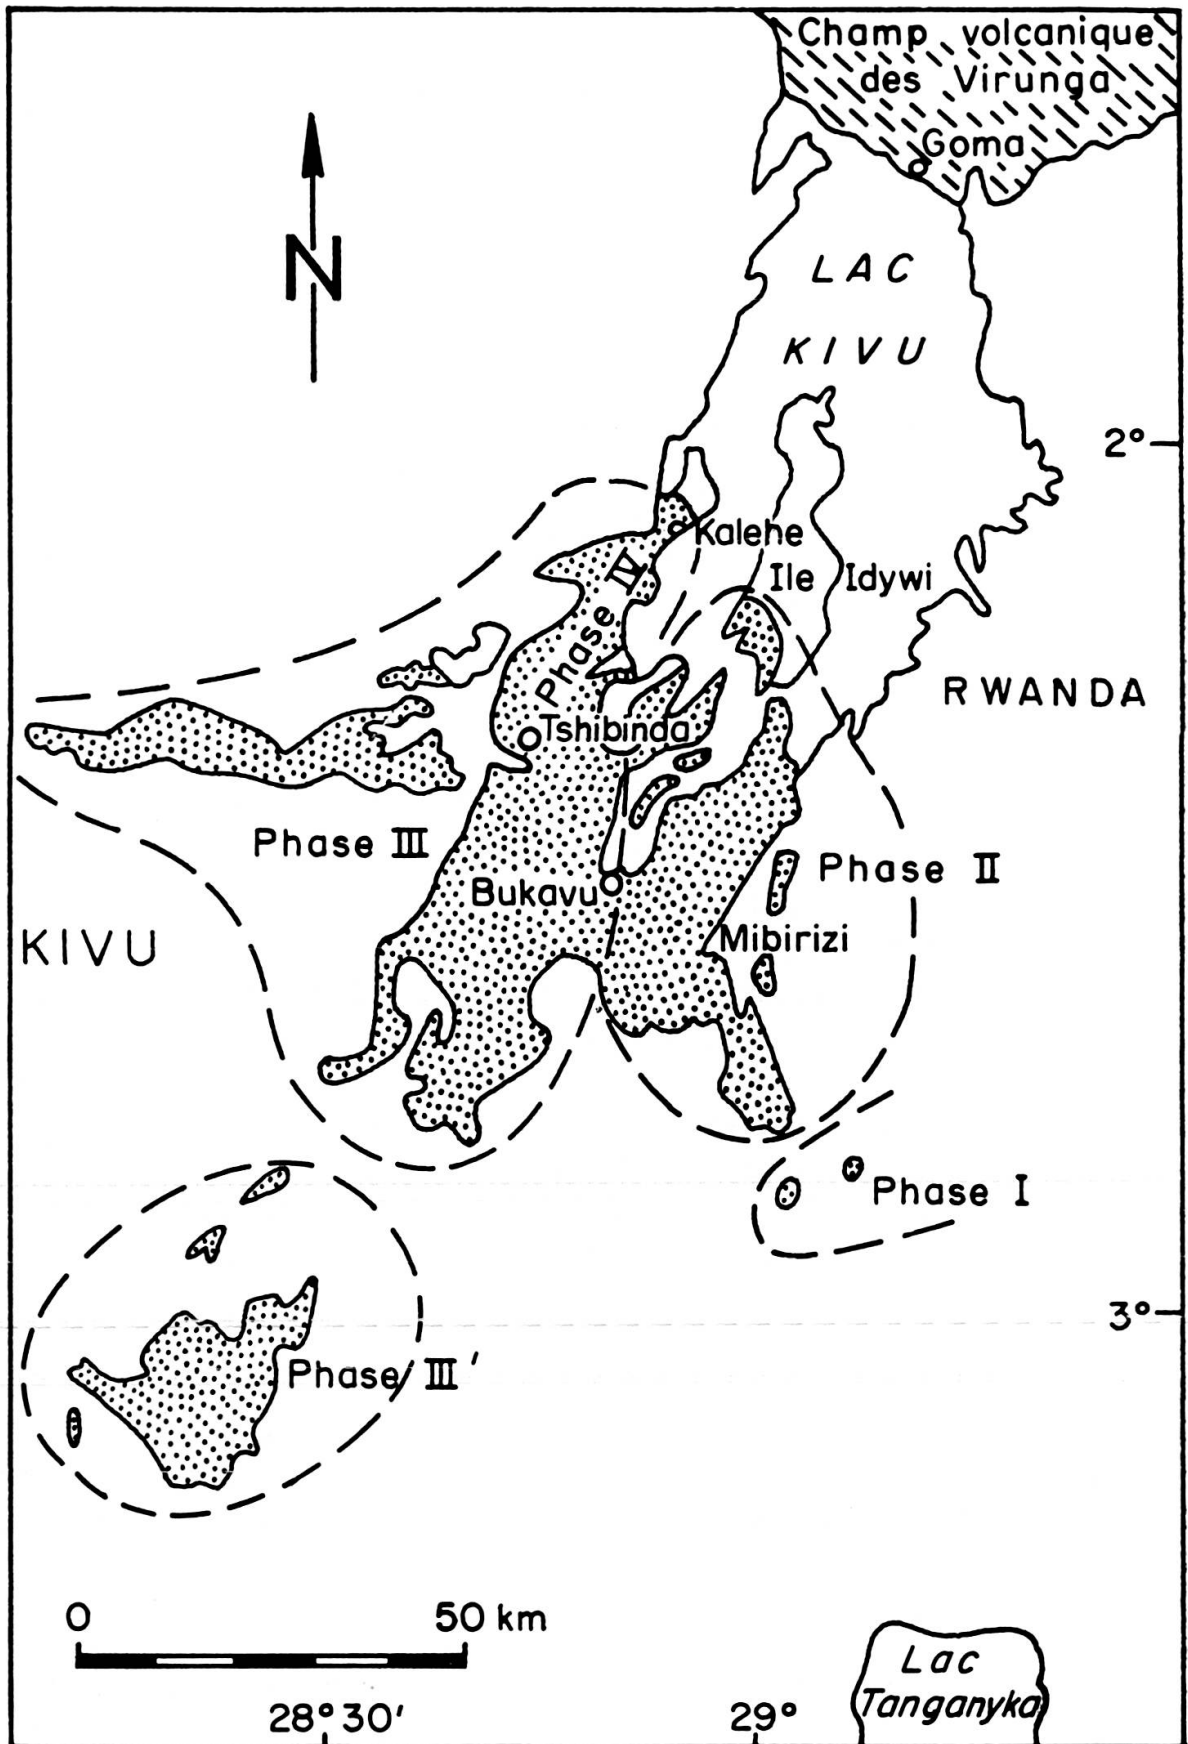 Champ volcanique
des Virunga
Goma
N
LAC
KIVU
2°
Kalehe
Ile Idywi
Phase IV
RWANDA
Tshibinda
Phase III
Phase II
Bukavu
Mibirizi
KIVU
Phase I
3°
Phase III'
0 50 km
Lac
Tanganyka
28°30' 29°